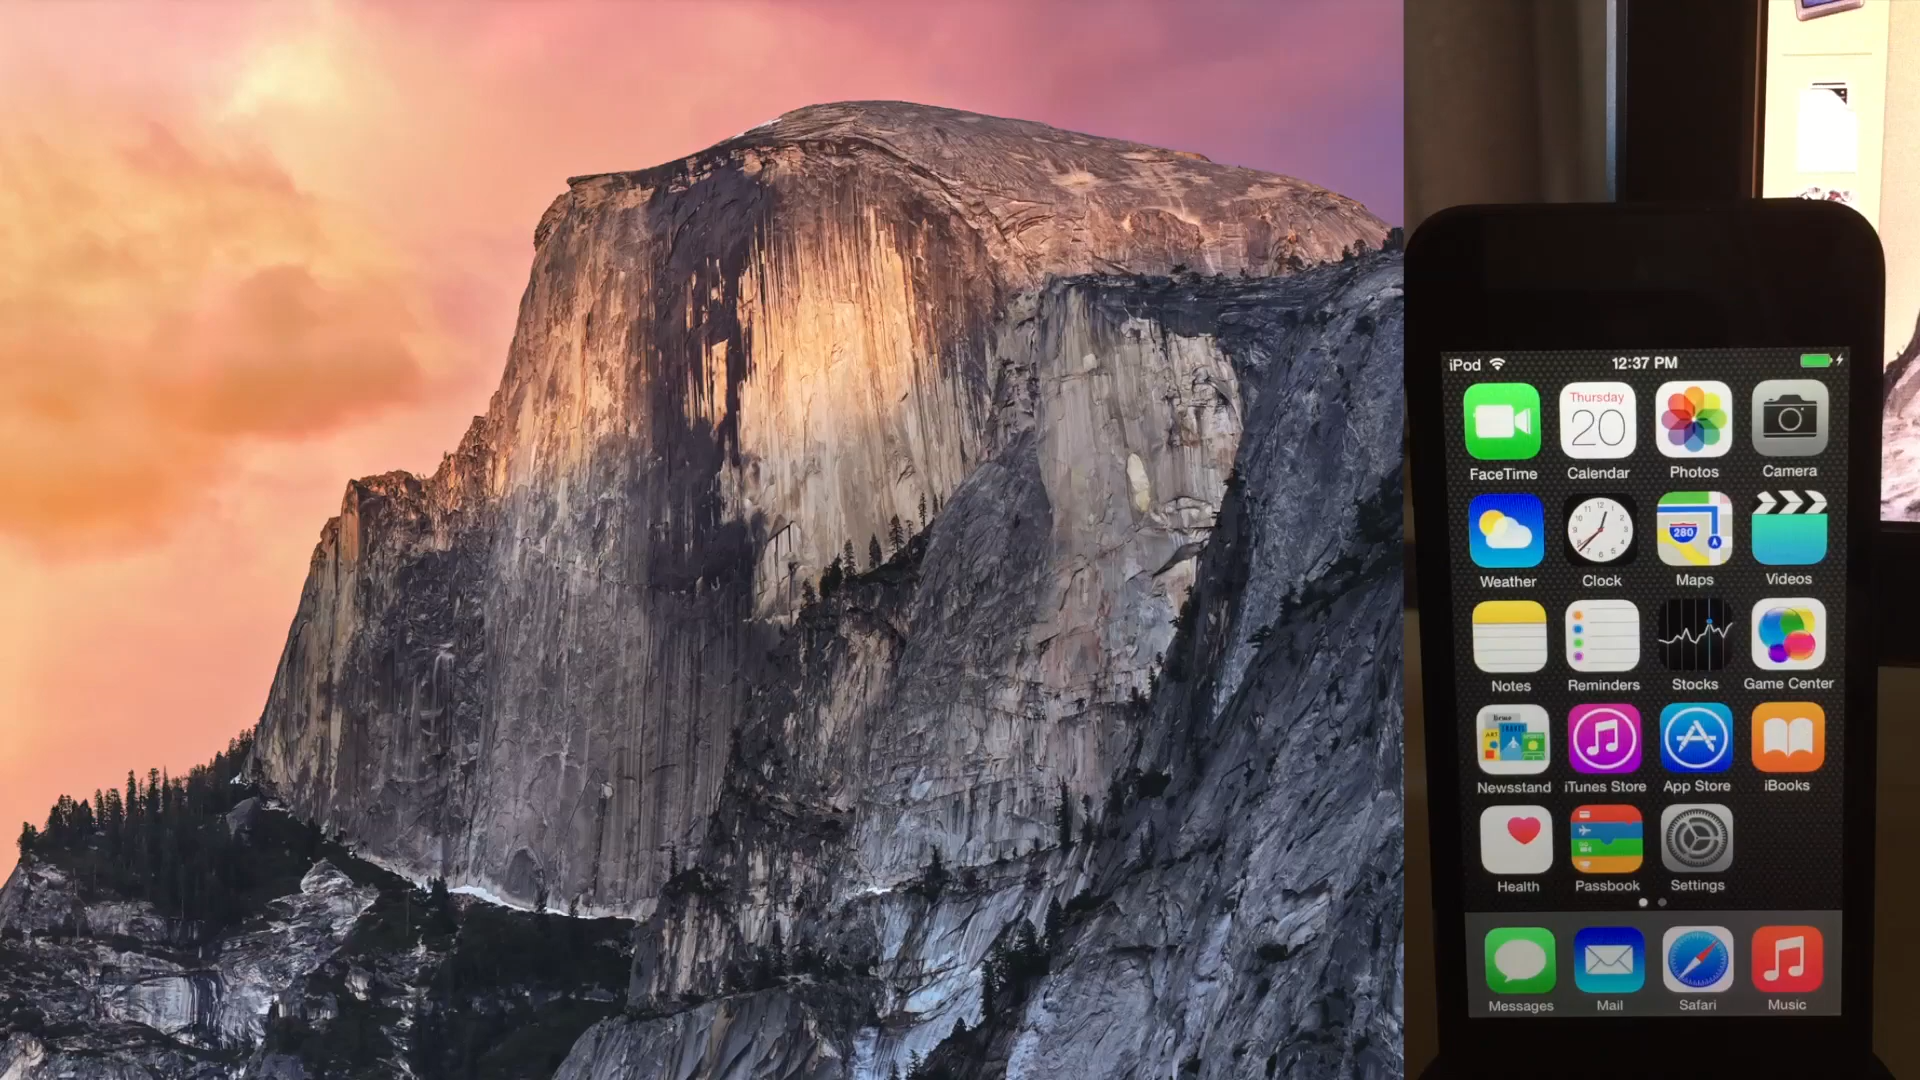 iPod 12:37 PM
Thursday
20
FaceTime Calendar Photos Camera
280
Weather Clock Maps Videos
Notes Reminders Stocks Game Center
Newsstand iTunes Store App Store iBooks
Health Passbook Settings
Messages Mail Safari Music